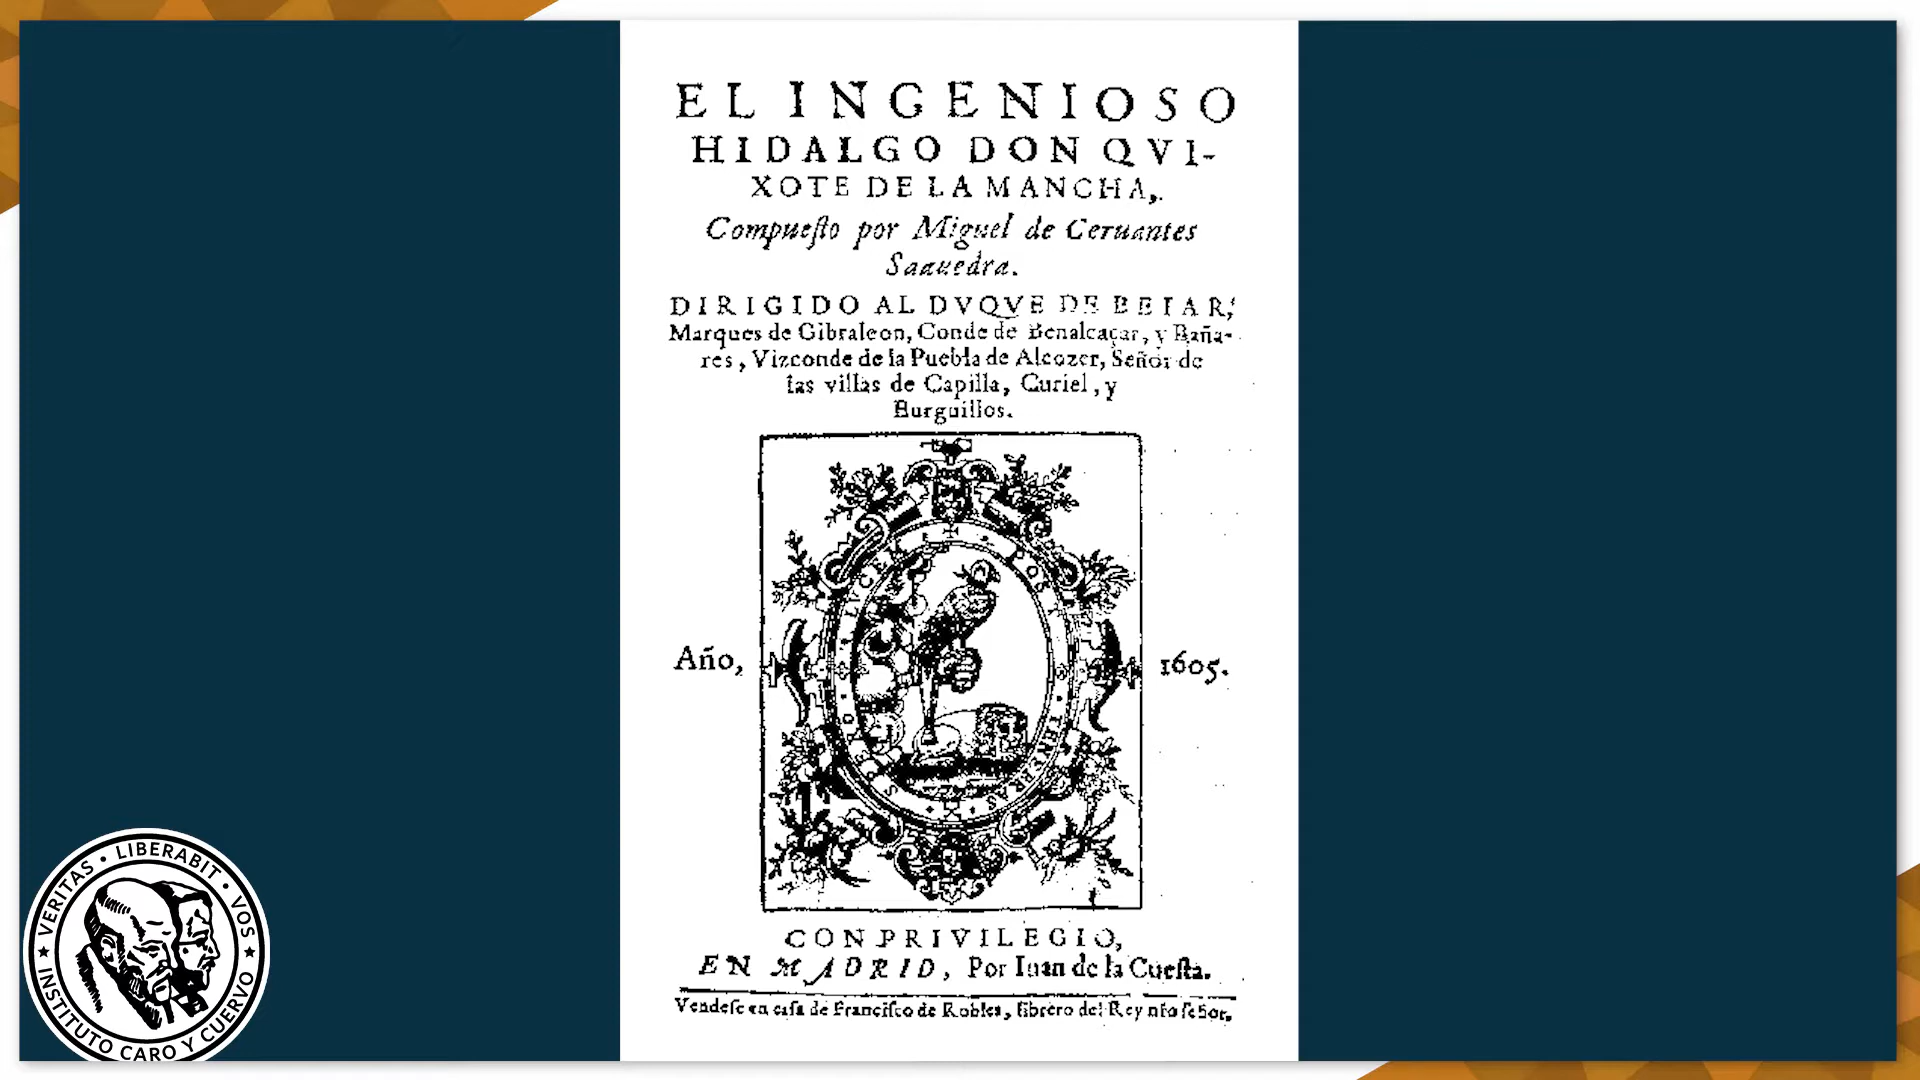 EL INGENIOSO
HIDALGO DON QVI-
XOTE DE LA MANCHA,
Compueſto por Miguel de Ceruantes
Saauedra.
DIRIGIDO AL DVQVE DE BEIAR,
Marques de Gibraleon, Conde de Benalcaçar, y Baña-
res, Vizconde de la Puebla de Alcozer, Señor de
las villas de Capilla, Curiel, y
Burguillos.
Año,
1605.
CON PRIVILEGIO,
EN MADRID, Por Iuan de la Cueſta.
Vendeſe en caſa de Franciſco de Robles, librero del Rey nro ſeñor.
VERITAS • LIBERABIT • VOS
INSTITUTO CARO Y CUERVO